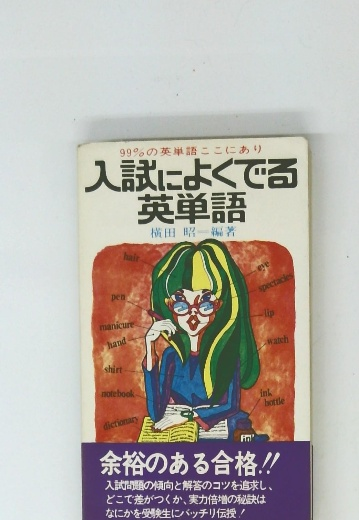 99%の英単語ここにあり
入試によくでる
英単語
横田 昭一編著
hair
eye
spectacles
pen
lip
manicure
hand
watch
shirt
notebook
ink
bottle
dictionary
ink
余裕のある合格!!
入試問題の傾向と解答のコツを追求し、
どこで差がつくか、実力倍増の秘訣は
なにかを受験生にバッチリ伝授!